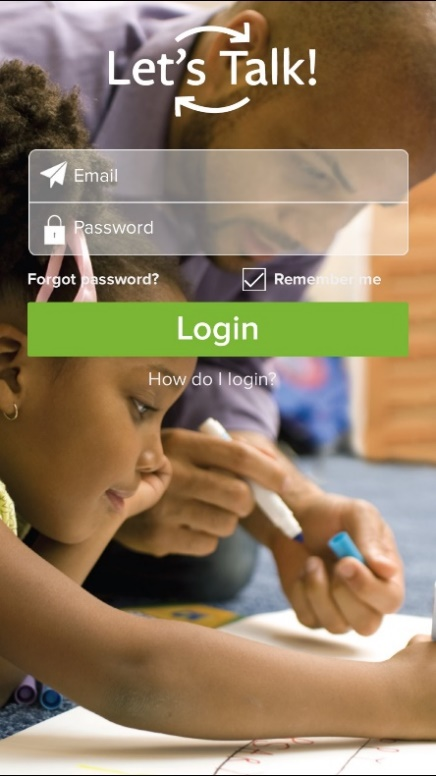 Let's Talk!
Email
Password
Forgot password?
Remember me
Login
How do I login?